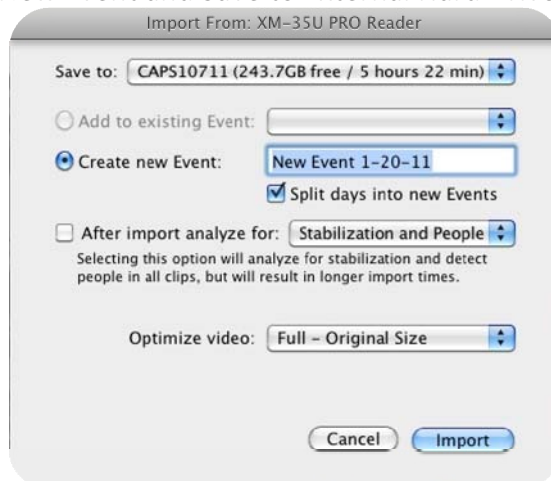 Import From: XM-35U PRO Reader
Save to: CAPS10711 (243.7GB free / 5 hours 22 min)
Add to existing Event:
Create new Event: New Event 1-20-11
Split days into new Events
After import analyze for: Stabilization and People
Selecting this option will analyze for stabilization and detect
people in all clips, but will result in longer import times.
Optimize video: Full - Original Size
Cancel Import